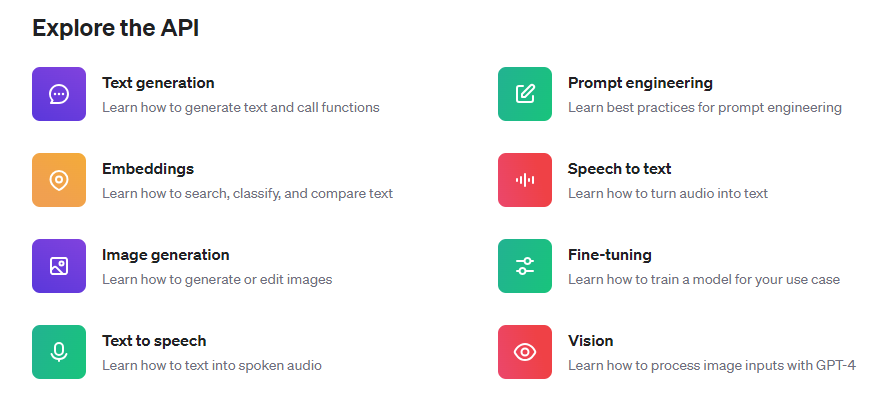 Explore the API
Text generation
Learn how to generate text and call functions
Prompt engineering
Learn best practices for prompt engineering
Embeddings
Learn how to search, classify, and compare text
Speech to text
Learn how to turn audio into text
Image generation
Learn how to generate or edit images
Fine-tuning
Learn how to train a model for your use case
Text to speech
Learn how to text into spoken audio
Vision
Learn how to process image inputs with GPT-4